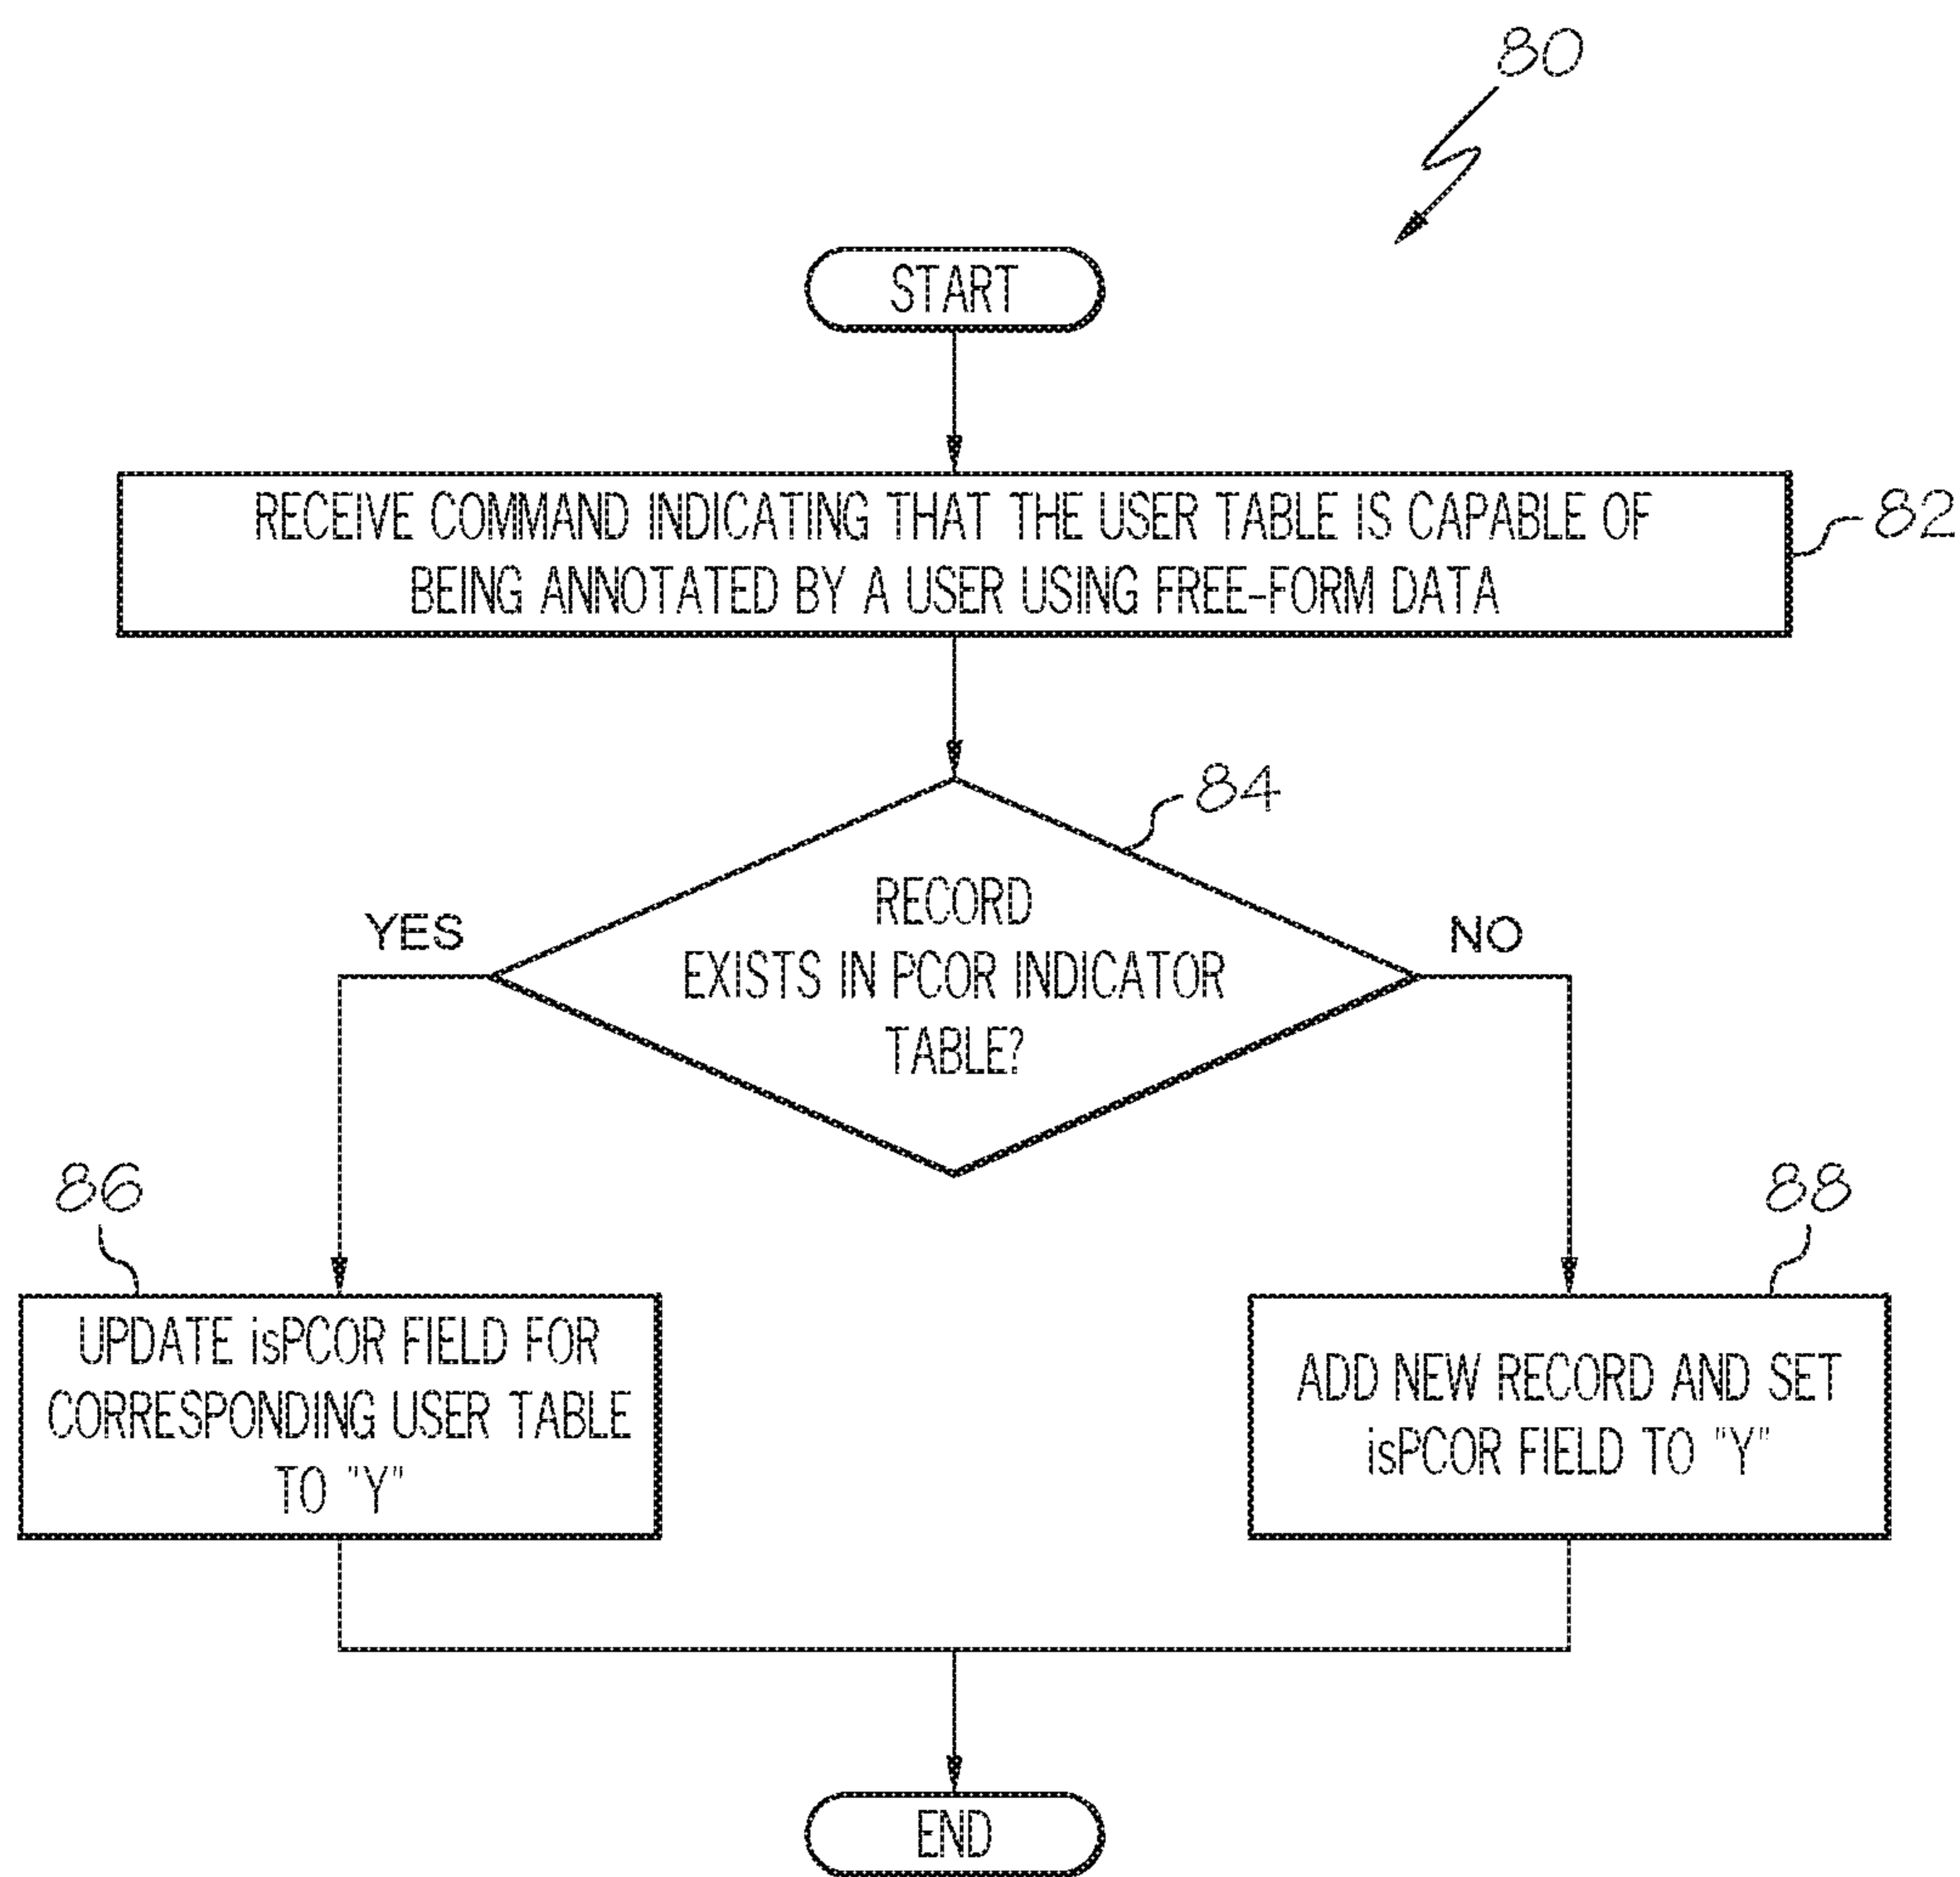 80
START
RECEIVE COMMAND INDICATING THAT THE USER TABLE IS CAPABLE OF
BEING ANNOTATED BY A USER USING FREE-FORM DATA
82
84
RECORD
EXISTS IN PCOR INDICATOR
TABLE?
YES
NO
86
UPDATE isPCOR FIELD FOR
CORRESPONDING USER TABLE
TO "Y"
88
ADD NEW RECORD AND SET
isPCOR FIELD TO "Y"
END